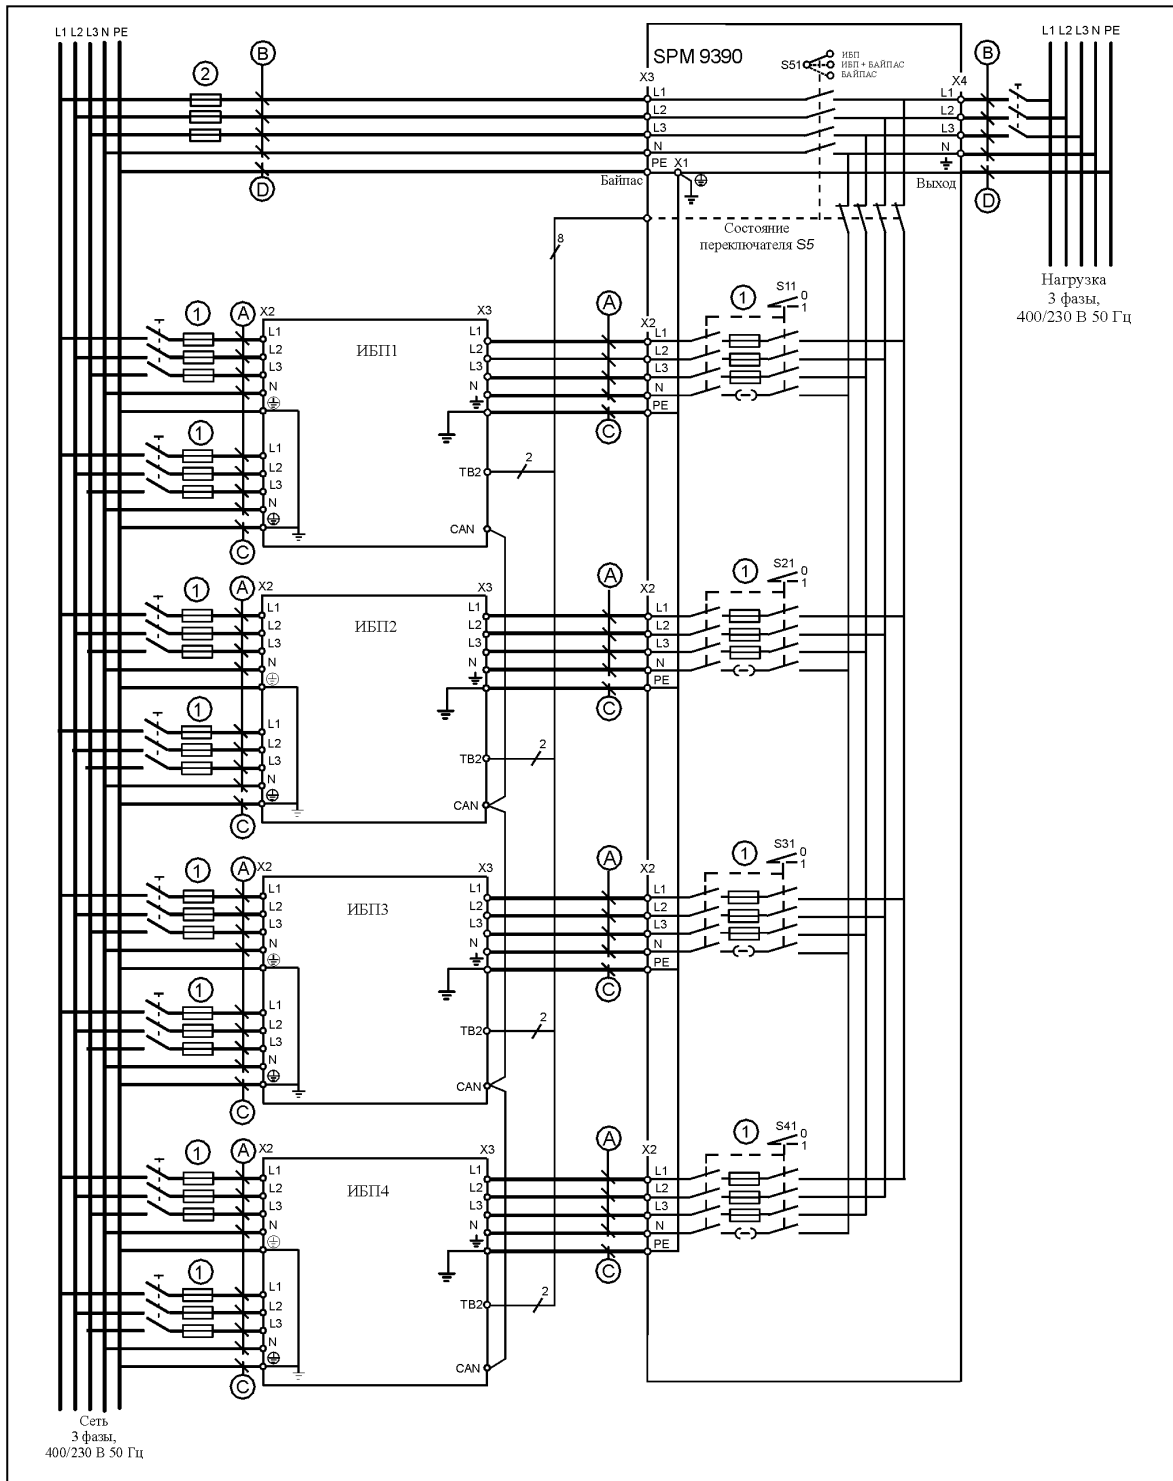 L1 L2 L3 N PE
B
2
SPM 9390
S51
ИБП
ИБП + БАЙПАС
БАЙПАС
X3
X4
L1
L2
L3
N
PE X1
Байпас
L1
L2
L3
N
Выход
D
B
D
L1 L2 L3 N PE
Нагрузка
3 фазы,
400/230 В 50 Гц
8
Состояние
переключателя S5
1
A
X2
X3
L1
L2
L3
N
ИБП1
L1
L2
L3
N
1
L1
L2
L3
N
C
TB2
2
CAN
A
C
X2
L1
L2
L3
N
PE
1
S11
0
1
1
A
X2
X3
L1
L2
L3
N
ИБП2
L1
L2
L3
N
1
L1
L2
L3
N
C
TB2
2
CAN
A
C
X2
L1
L2
L3
N
PE
1
S21
0
1
1
A
X2
X3
L1
L2
L3
N
ИБП3
L1
L2
L3
N
1
L1
L2
L3
N
C
TB2
2
CAN
A
C
X2
L1
L2
L3
N
PE
1
S31
0
1
1
A
X2
X3
L1
L2
L3
N
ИБП4
L1
L2
L3
N
1
L1
L2
L3
N
C
TB2
2
CAN
A
C
X2
L1
L2
L3
N
PE
1
S41
0
1
Сеть
3 фазы,
400/230 В 50 Гц